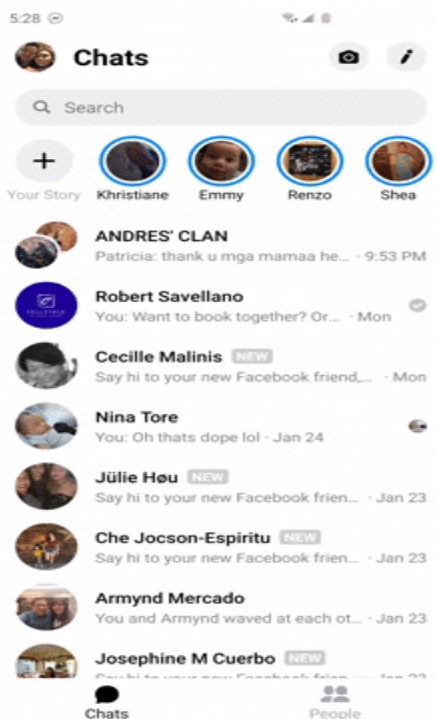 5:28
Chats
Search
Your Story Khristiane Emmy Renzo Shea
ANDRES' CLAN
Patricia: thank u mga mamaa he... · 9:53 PM
Robert Savellano
You: Want to book together? Or... · Mon
Cecille Malinis NEW
Say hi to your new Facebook friend,... · Mon
Nina Tore
You: Oh thats dope lol · Jan 24
Jülie Høu NEW
Say hi to your new Facebook frien... · Jan 23
Che Jocson-Espiritu NEW
Say hi to your new Facebook frien... · Jan 23
Armynd Mercado
You and Armynd waved at each ot... · Jan 23
Josephine M Cuerbo NEW
Chats People